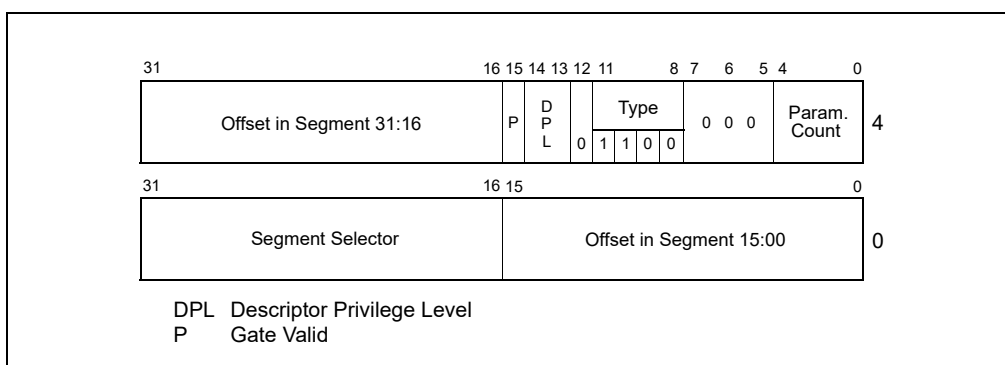 31 16 15 14 13 12 11 8 7 6 5 4 0
Offset in Segment 31:16 P D P L 0 Type 1 1 0 0 0 0 0 Param. Count 4
31 16 15 0
Segment Selector Offset in Segment 15:00 0
DPL Descriptor Privilege Level
P Gate Valid